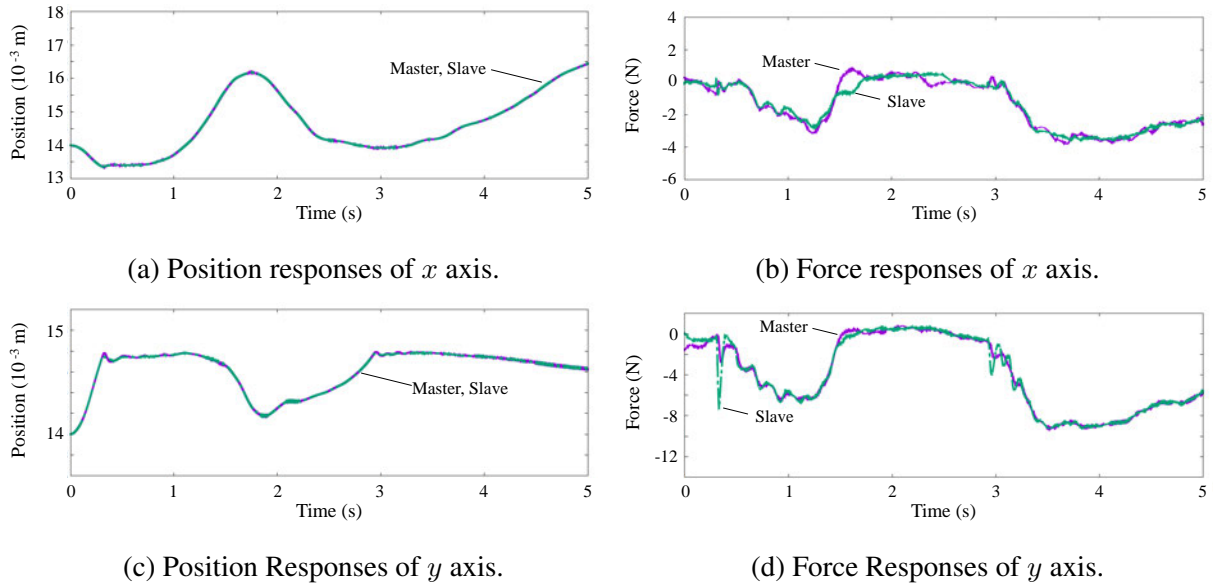 18
17
16
15
14
13
Position (10⁻³ m)
Master, Slave
0 1 2 3 4 5
Time (s)
(a) Position responses of x axis.
4
2
0
-2
-4
-6
Force (N)
Master
Slave
0 1 2 3 4 5
Time (s)
(b) Force responses of x axis.
15
14
Position (10⁻³ m)
Master, Slave
0 1 2 3 4 5
Time (s)
(c) Position Responses of y axis.
0
-4
-8
-12
Force (N)
Master
Slave
0 1 2 3 4 5
Time (s)
(d) Force Responses of y axis.